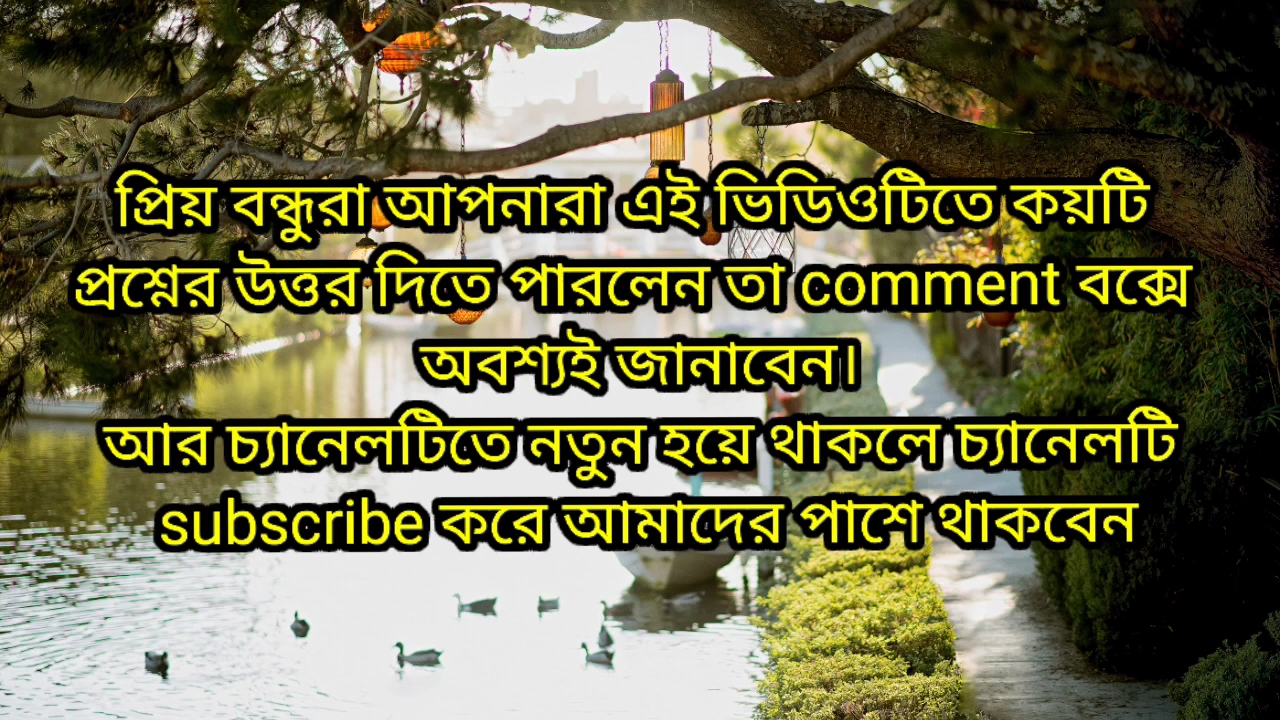 প্রিয় বন্ধুরা আপনারা এই ভিডিওটিতে কয়টি
প্রশ্নের উত্তর দিতে পারলেন তা comment বক্সে
অবশ্যই জানাবেন।
আর চ্যানেলটিতে নতুন হয়ে থাকলে চ্যানেলটি
subscribe করে আমাদের পাশে থাকবেন